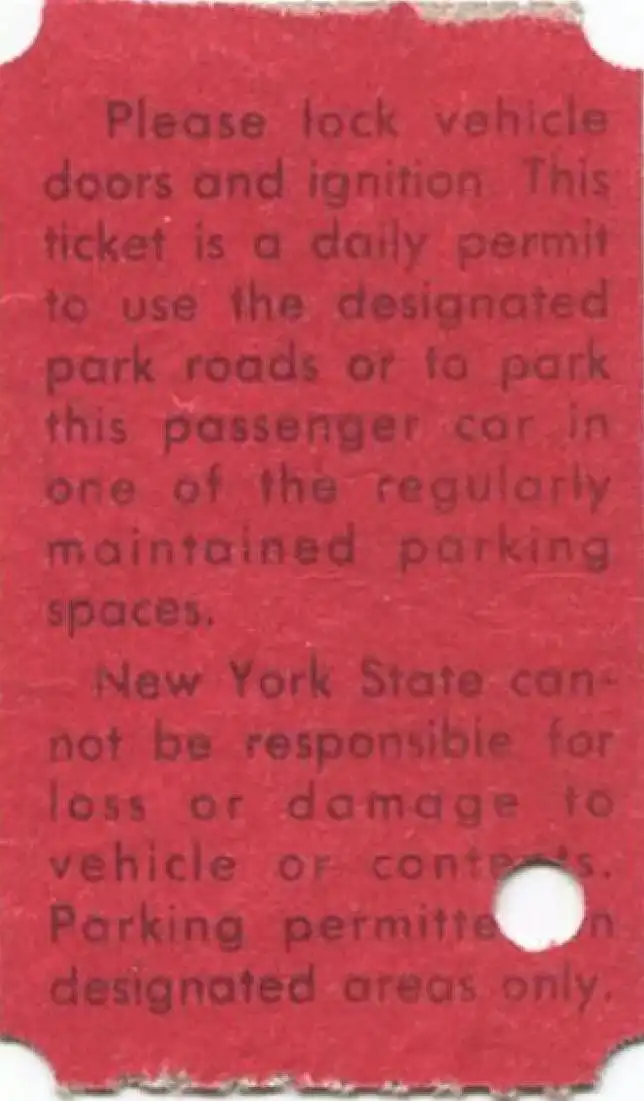 Please lock vehicle
doors and ignition This
ticket is a daily permit
to use the designated
park roads or to park
this passenger car in
one of the regularly
maintained parking
spaces.
New York State can-
not be responsible for
loss or damage to
vehicle or contents.
Parking permitte n
designated areas only.